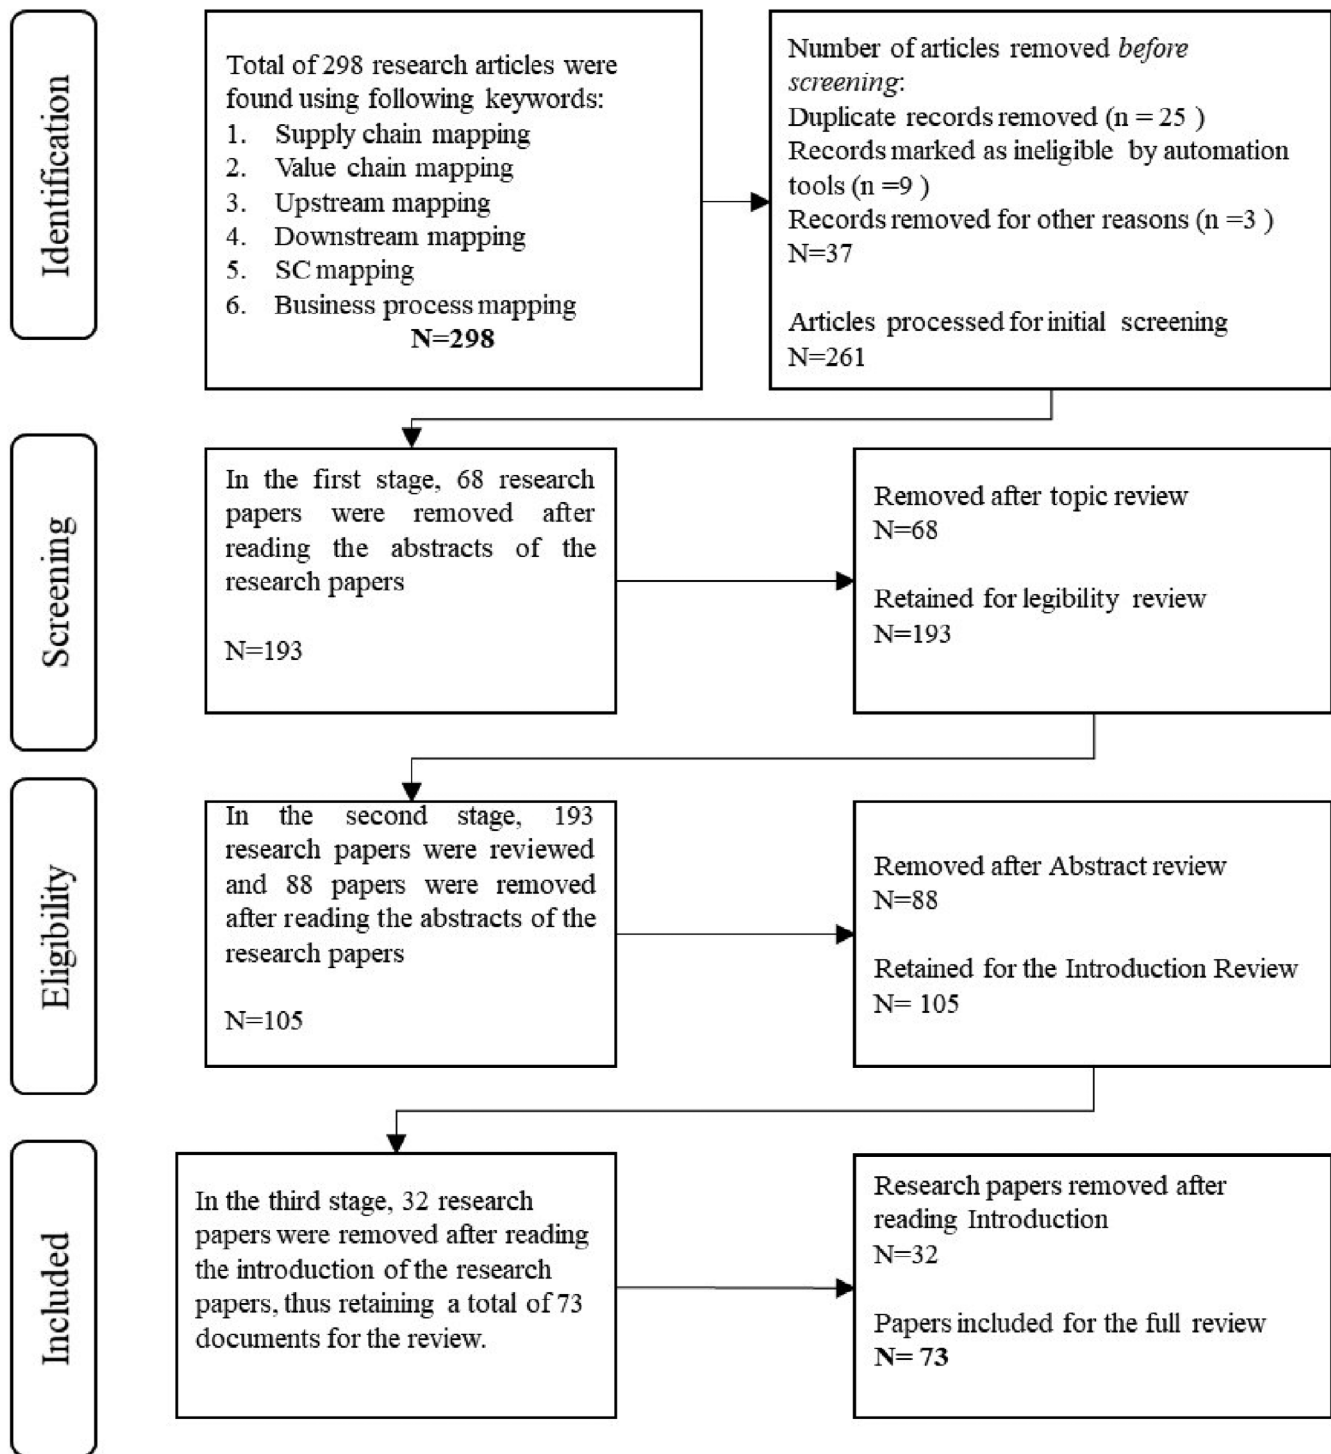 Identification
Total of 298 research articles were
found using following keywords:
1. Supply chain mapping
2. Value chain mapping
3. Upstream mapping
4. Downstream mapping
5. SC mapping
6. Business process mapping
N=298
Number of articles removed before
screening:
Duplicate records removed (n = 25 )
Records marked as ineligible by automation
tools (n =9 )
Records removed for other reasons (n =3 )
N=37
Articles processed for initial screening
N=261
Screening
In the first stage, 68 research
papers were removed after
reading the abstracts of the
research papers
N=193
Removed after topic review
N=68
Retained for legibility review
N=193
Eligibility
In the second stage, 193
research papers were reviewed
and 88 papers were removed
after reading the abstracts of the
research papers
N=105
Removed after Abstract review
N=88
Retained for the Introduction Review
N= 105
Included
In the third stage, 32 research
papers were removed after reading
the introduction of the research
papers, thus retaining a total of 73
documents for the review.
Research papers removed after
reading Introduction
N=32
Papers included for the full review
N= 73